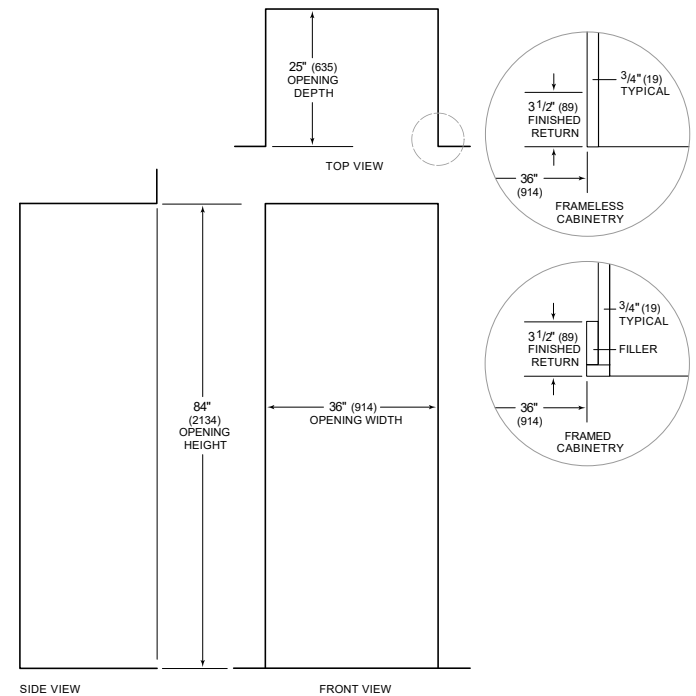 25" (635)
OPENING
DEPTH
TOP VIEW
3/4" (19)
TYPICAL
3 1/2" (89)
FINISHED
RETURN
36"
(914)
FRAMELESS
CABINETRY
3/4" (19)
TYPICAL
3 1/2" (89)
FINISHED
RETURN
FILLER
36"
(914)
FRAMED
CABINETRY
84"
(2134)
OPENING
HEIGHT
36" (914)
OPENING WIDTH
SIDE VIEW
FRONT VIEW